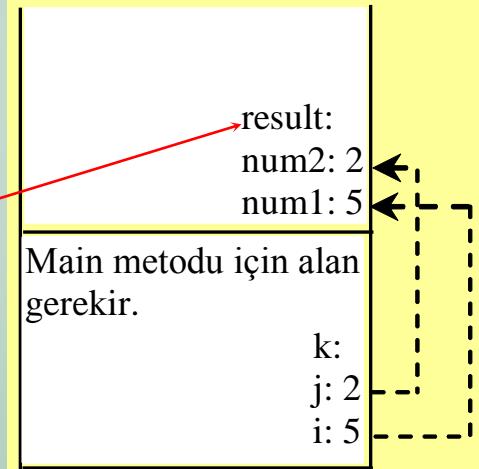 result:
num2: 2
num1: 5
Main metodu için alan
gerekir.
k:
j: 2
i: 5